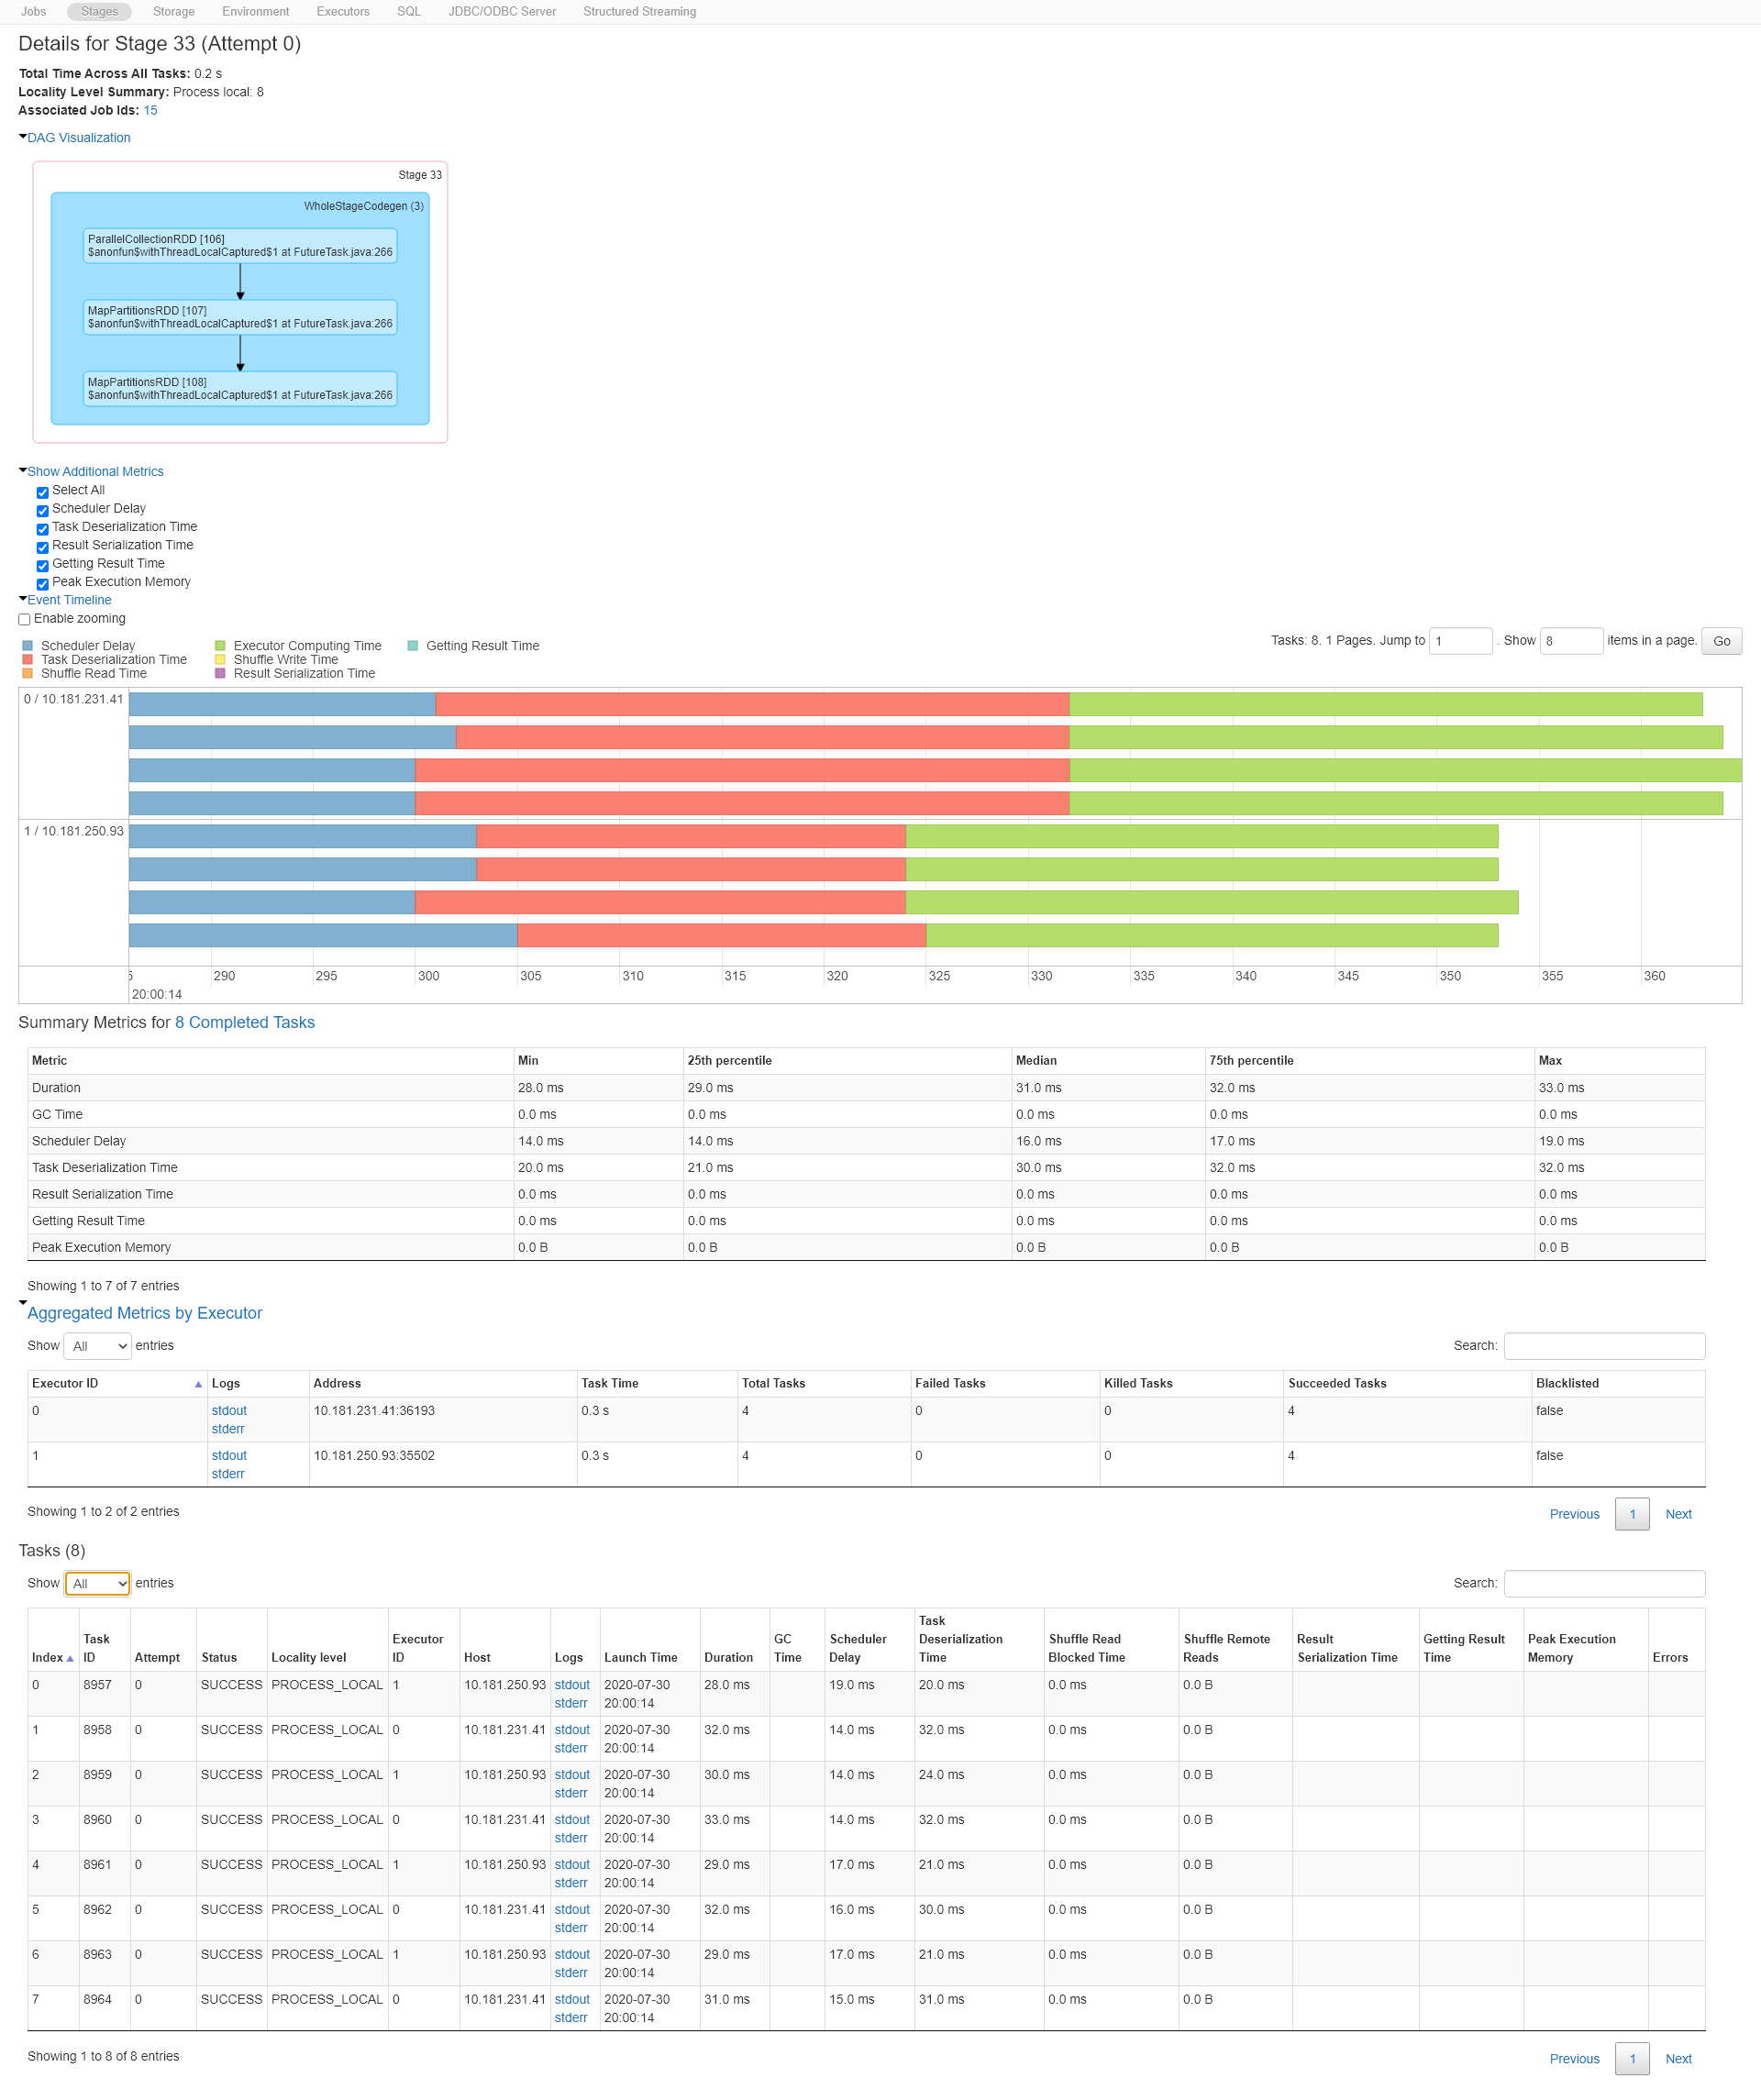 Jobs Stages Storage Environment Executors SQL JDBC/ODBC Server Structured Streaming
Details for Stage 33 (Attempt 0)
Total Time Across All Tasks: 0.2 s
Locality Level Summary: Process local: 8
Associated Job Ids: 15
DAG Visualization
Stage 33
WholeStageCodegen (3)
ParallelCollectionRDD [106]
$anonfun$withThreadLocalCaptured$1 at FutureTask.java:266
MapPartitionsRDD [107]
$anonfun$withThreadLocalCaptured$1 at FutureTask.java:266
MapPartitionsRDD [108]
$anonfun$withThreadLocalCaptured$1 at FutureTask.java:266
Show Additional Metrics
Select All
Scheduler Delay
Task Deserialization Time
Result Serialization Time
Getting Result Time
Peak Execution Memory
Event Timeline
Enable zooming
Tasks: 8. 1 Pages. Jump to 1 . Show 8 items in a page. Go
Scheduler Delay Executor Computing Time Getting Result Time
Task Deserialization Time Shuffle Write Time
Shuffle Read Time Result Serialization Time
0 / 10.181.231.41
1 / 10.181.250.93
290 295 300 305 310 315 320 325 330 335 340 345 350 355 360
20:00:14
Summary Metrics for 8 Completed Tasks
Metric Min 25th percentile Median 75th percentile Max
Duration 28.0 ms 29.0 ms 31.0 ms 32.0 ms 33.0 ms
GC Time 0.0 ms 0.0 ms 0.0 ms 0.0 ms 0.0 ms
Scheduler Delay 14.0 ms 14.0 ms 16.0 ms 17.0 ms 19.0 ms
Task Deserialization Time 20.0 ms 21.0 ms 30.0 ms 32.0 ms 32.0 ms
Result Serialization Time 0.0 ms 0.0 ms 0.0 ms 0.0 ms 0.0 ms
Getting Result Time 0.0 ms 0.0 ms 0.0 ms 0.0 ms 0.0 ms
Peak Execution Memory 0.0 B 0.0 B 0.0 B 0.0 B 0.0 B
Showing 1 to 7 of 7 entries
Aggregated Metrics by Executor
Show All entries Search:
Executor ID Logs Address Task Time Total Tasks Failed Tasks Killed Tasks Succeeded Tasks Blacklisted
0 stdout 10.181.231.41:36193 0.3 s 4 0 0 4 false
stderr
1 stdout 10.181.250.93:35502 0.3 s 4 0 0 4 false
stderr
Showing 1 to 2 of 2 entries Previous 1 Next
Tasks (8)
Show All entries Search:
Task
Task Executor GC Scheduler Deserialization Shuffle Read Shuffle Remote Result Getting Result Peak Execution
Index ID Attempt Status Locality level ID Host Logs Launch Time Duration Time Delay Time Blocked Time Reads Serialization Time Time Memory Errors
0 8957 0 SUCCESS PROCESS_LOCAL 1 10.181.250.93 stdout 2020-07-30 28.0 ms 19.0 ms 20.0 ms 0.0 ms 0.0 B
stderr 20:00:14
1 8958 0 SUCCESS PROCESS_LOCAL 0 10.181.231.41 stdout 2020-07-30 32.0 ms 14.0 ms 32.0 ms 0.0 ms 0.0 B
stderr 20:00:14
2 8959 0 SUCCESS PROCESS_LOCAL 1 10.181.250.93 stdout 2020-07-30 30.0 ms 14.0 ms 24.0 ms 0.0 ms 0.0 B
stderr 20:00:14
3 8960 0 SUCCESS PROCESS_LOCAL 0 10.181.231.41 stdout 2020-07-30 33.0 ms 14.0 ms 32.0 ms 0.0 ms 0.0 B
stderr 20:00:14
4 8961 0 SUCCESS PROCESS_LOCAL 1 10.181.250.93 stdout 2020-07-30 29.0 ms 17.0 ms 21.0 ms 0.0 ms 0.0 B
stderr 20:00:14
5 8962 0 SUCCESS PROCESS_LOCAL 0 10.181.231.41 stdout 2020-07-30 32.0 ms 16.0 ms 30.0 ms 0.0 ms 0.0 B
stderr 20:00:14
6 8963 0 SUCCESS PROCESS_LOCAL 1 10.181.250.93 stdout 2020-07-30 29.0 ms 17.0 ms 21.0 ms 0.0 ms 0.0 B
stderr 20:00:14
7 8964 0 SUCCESS PROCESS_LOCAL 0 10.181.231.41 stdout 2020-07-30 31.0 ms 15.0 ms 31.0 ms 0.0 ms 0.0 B
stderr 20:00:14
Showing 1 to 8 of 8 entries Previous 1 Next